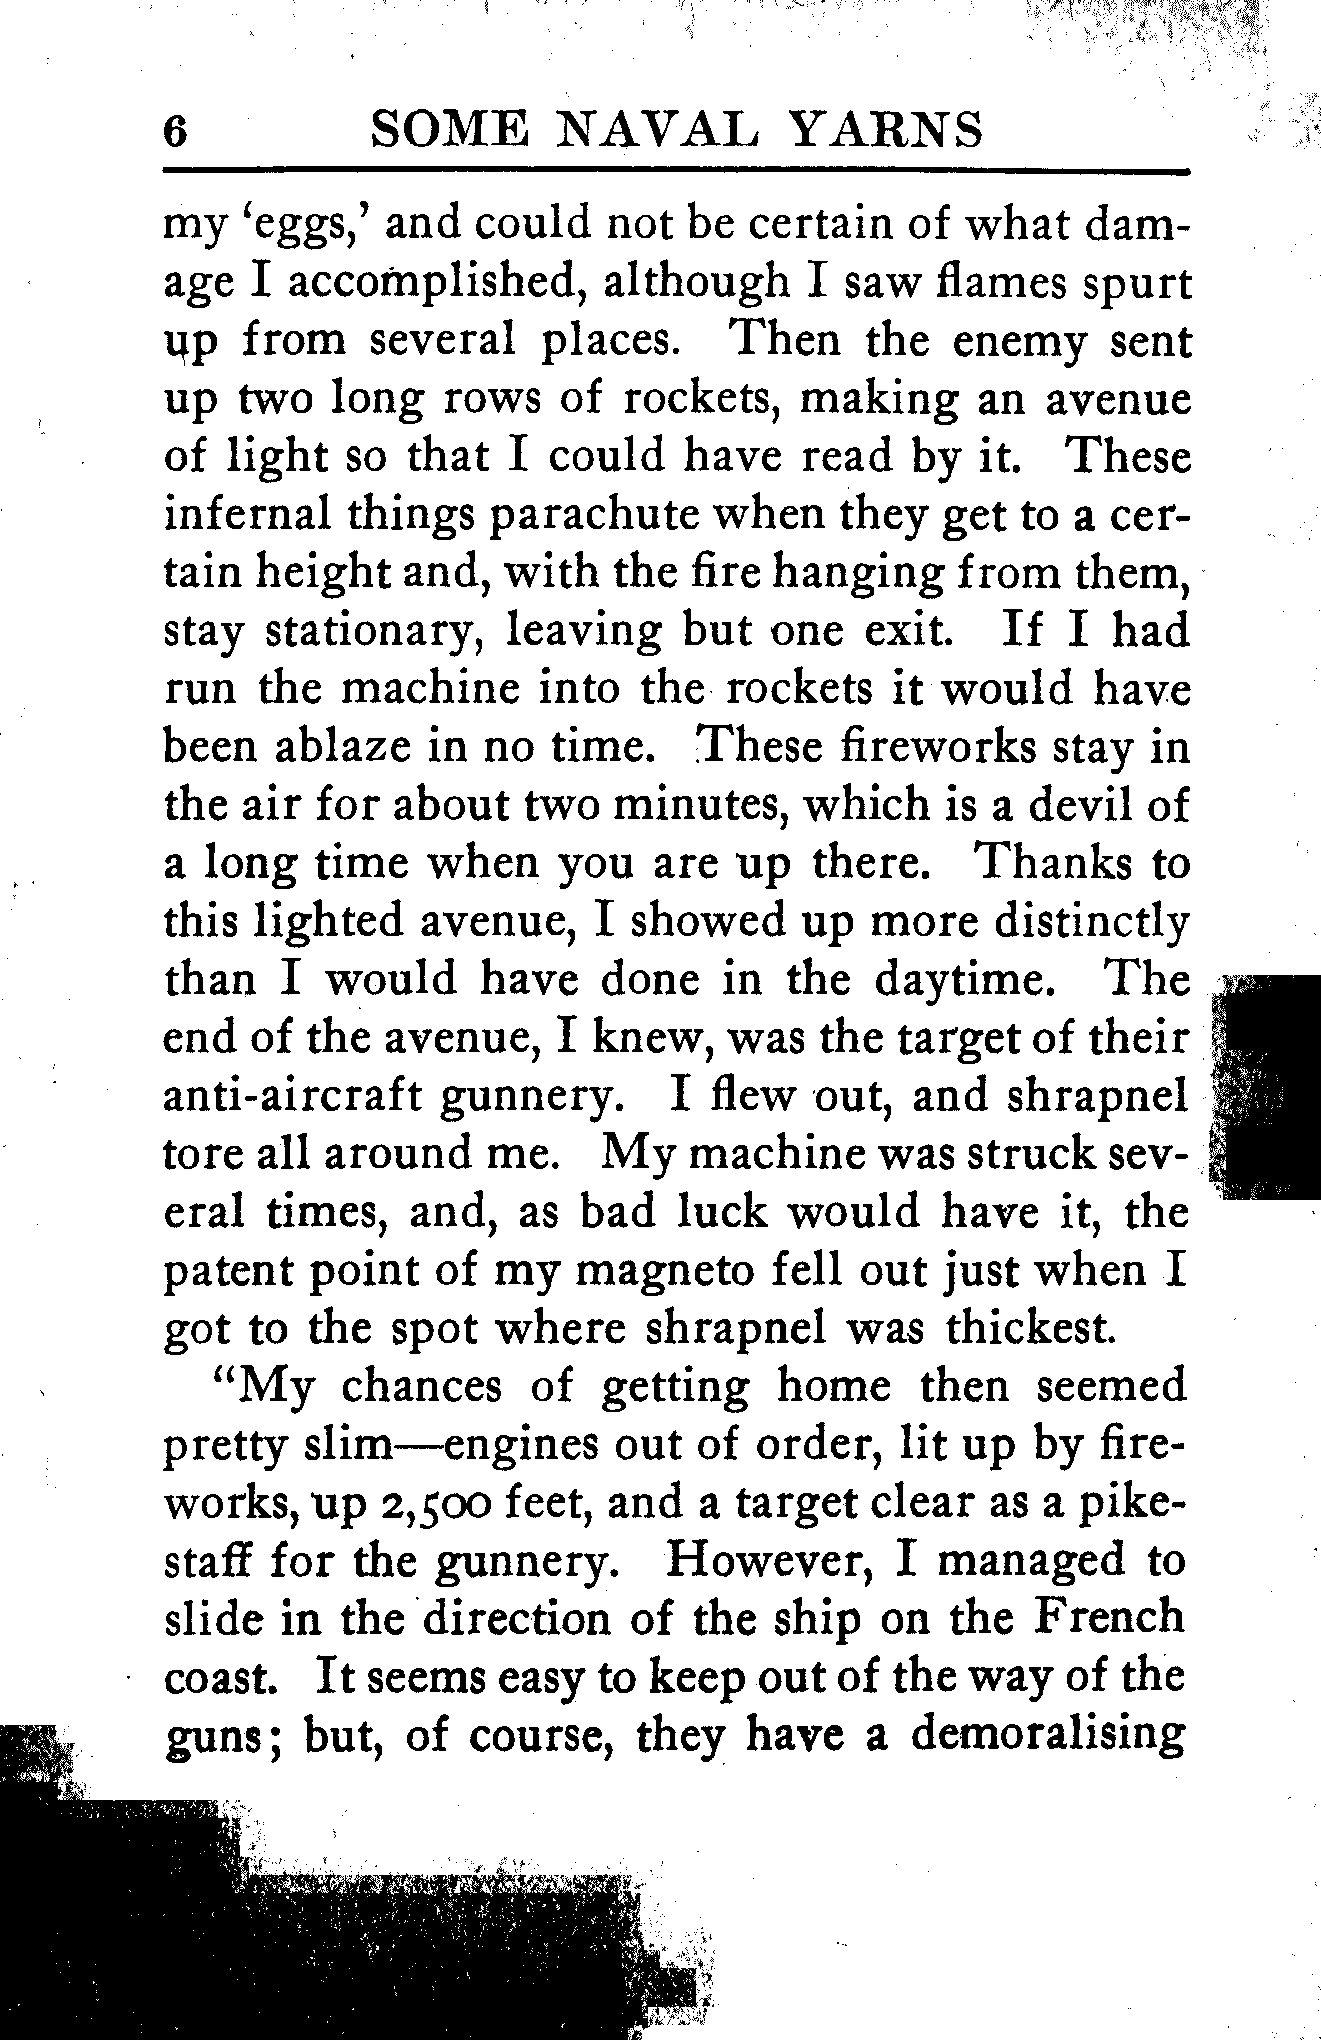 6 SOME NAVAL YARNS
my ‘eggs,’ and could not be certain of what dam-
age I accomplished, although I saw flames spurt
up from several places. Then the enemy sent
up two long rows of rockets, making an avenue
of light so that I could have read by it. These
infernal things parachute when they get to a cer-
tain height and, with the fire hanging from them,
stay stationary, leaving but one exit. If I had
run the machine into the rockets it would have
been ablaze in no time. These fireworks stay in
the air for about two minutes, which is a devil of
a long time when you are up there. Thanks to
this lighted avenue, I showed up more distinctly
than I would have done in the daytime. The
end of the avenue, I knew, was the target of their
anti-aircraft gunnery. I flew out, and shrapnel
tore all around me. My machine was struck sev-
eral times, and, as bad luck would have it, the
patent point of my magneto fell out just when I
got to the spot where shrapnel was thickest.
“My chances of getting home then seemed
pretty slim—engines out of order, lit up by fire-
works, up 2,500 feet, and a target clear as a pike-
staff for the gunnery. However, I managed to
slide in the direction of the ship on the French
coast. It seems easy to keep out of the way of the
guns; but, of course, they have a demoralising